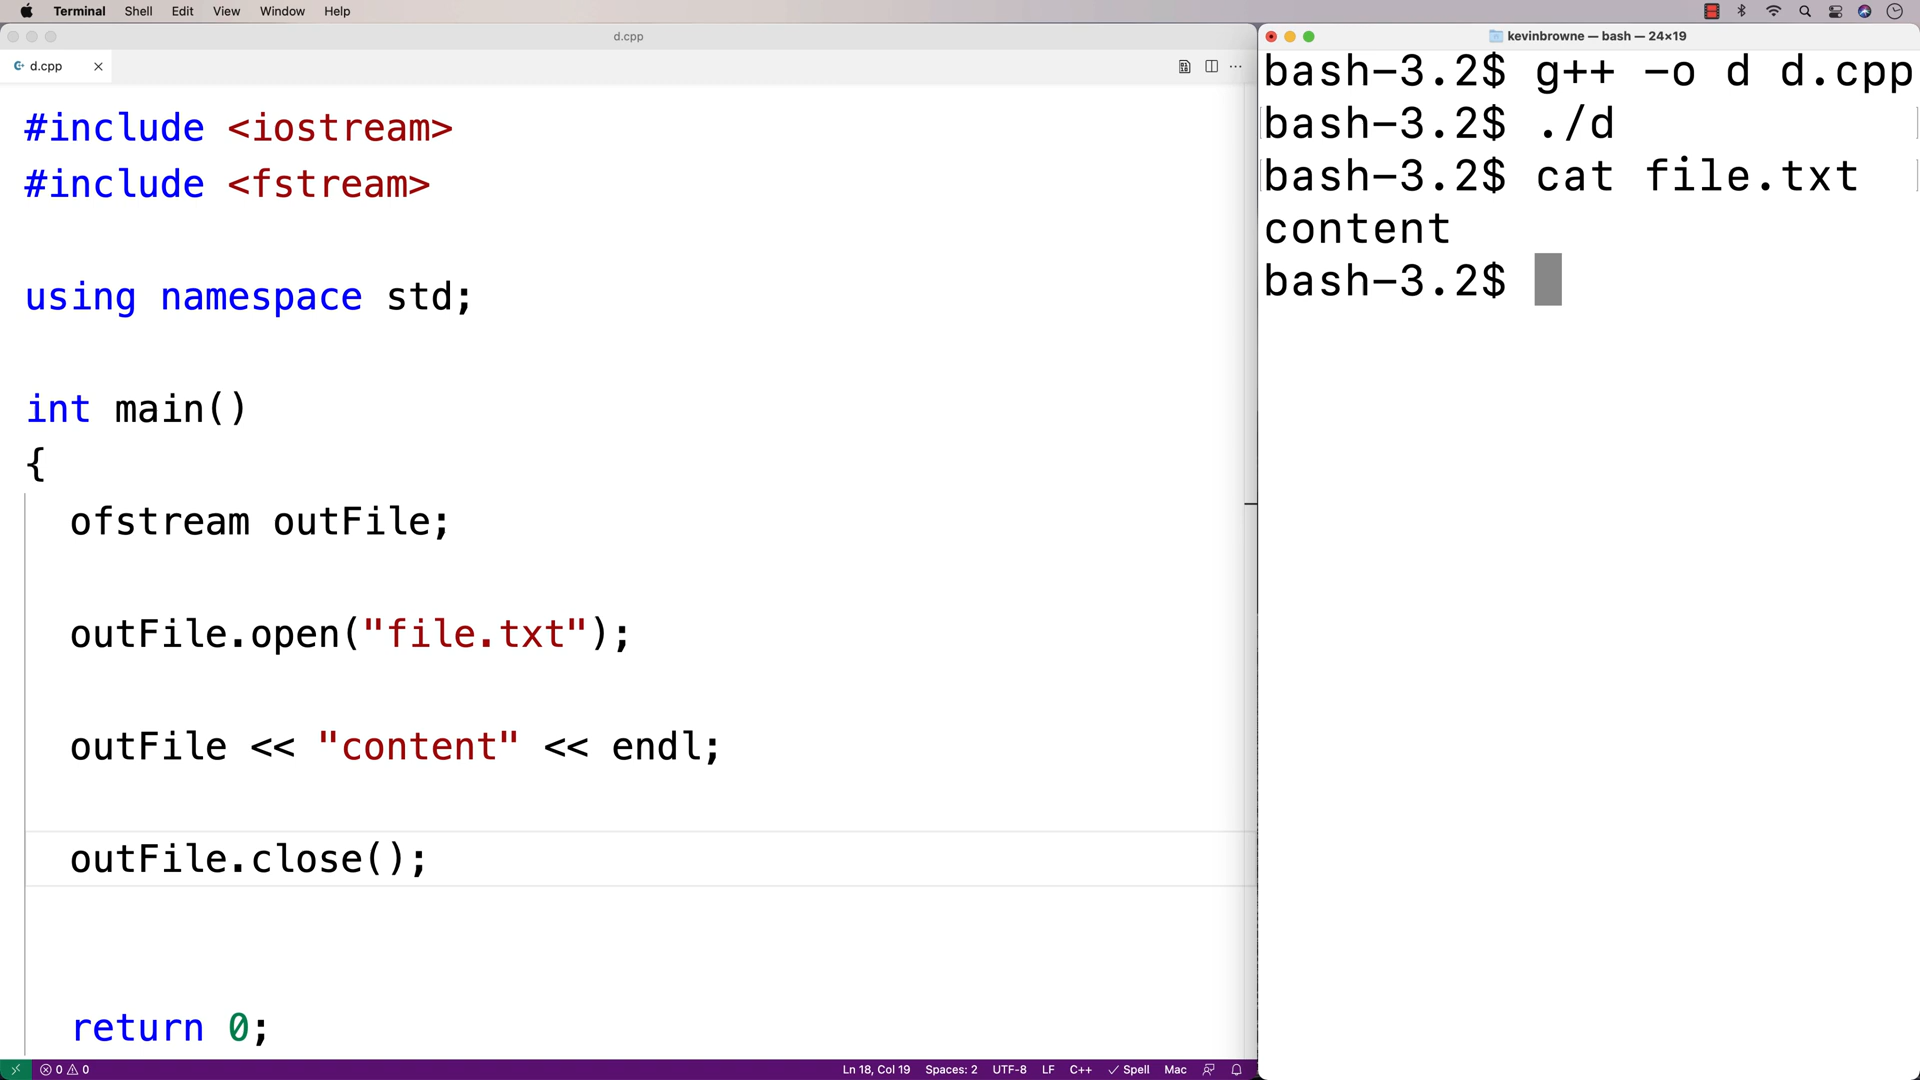 Terminal Shell Edit View Window Help
d.cpp
d.cpp
#include <iostream>
#include <fstream>
using namespace std;
int main()
{
ofstream outFile;
outFile.open("file.txt");
outFile << "content" << endl;
outFile.close();
return 0;
0 0 Ln 18, Col 19 Spaces: 2 UTF-8 LF C++ Spell Mac
kevinbrowne — bash — 24×19
bash-3.2$ g++ -o d d.cpp
bash-3.2$ ./d
bash-3.2$ cat file.txt
content
bash-3.2$